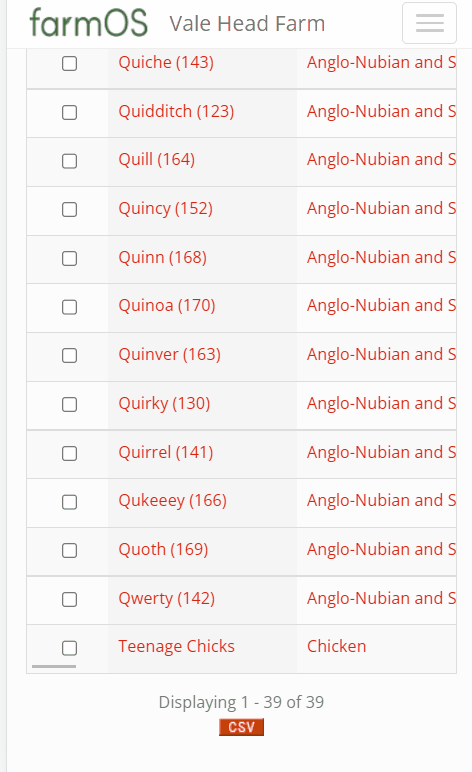 farmOS Vale Head Farm
Quiche (143) Anglo-Nubian and S
Quidditch (123) Anglo-Nubian and S
Quill (164) Anglo-Nubian and S
Quincy (152) Anglo-Nubian and S
Quinn (168) Anglo-Nubian and S
Quinoa (170) Anglo-Nubian and S
Quinver (163) Anglo-Nubian and S
Quirky (130) Anglo-Nubian and S
Quirrel (141) Anglo-Nubian and S
Qukeeey (166) Anglo-Nubian and S
Quoth (169) Anglo-Nubian and S
Qwerty (142) Anglo-Nubian and S
Teenage Chicks Chicken
Displaying 1 - 39 of 39
CSV